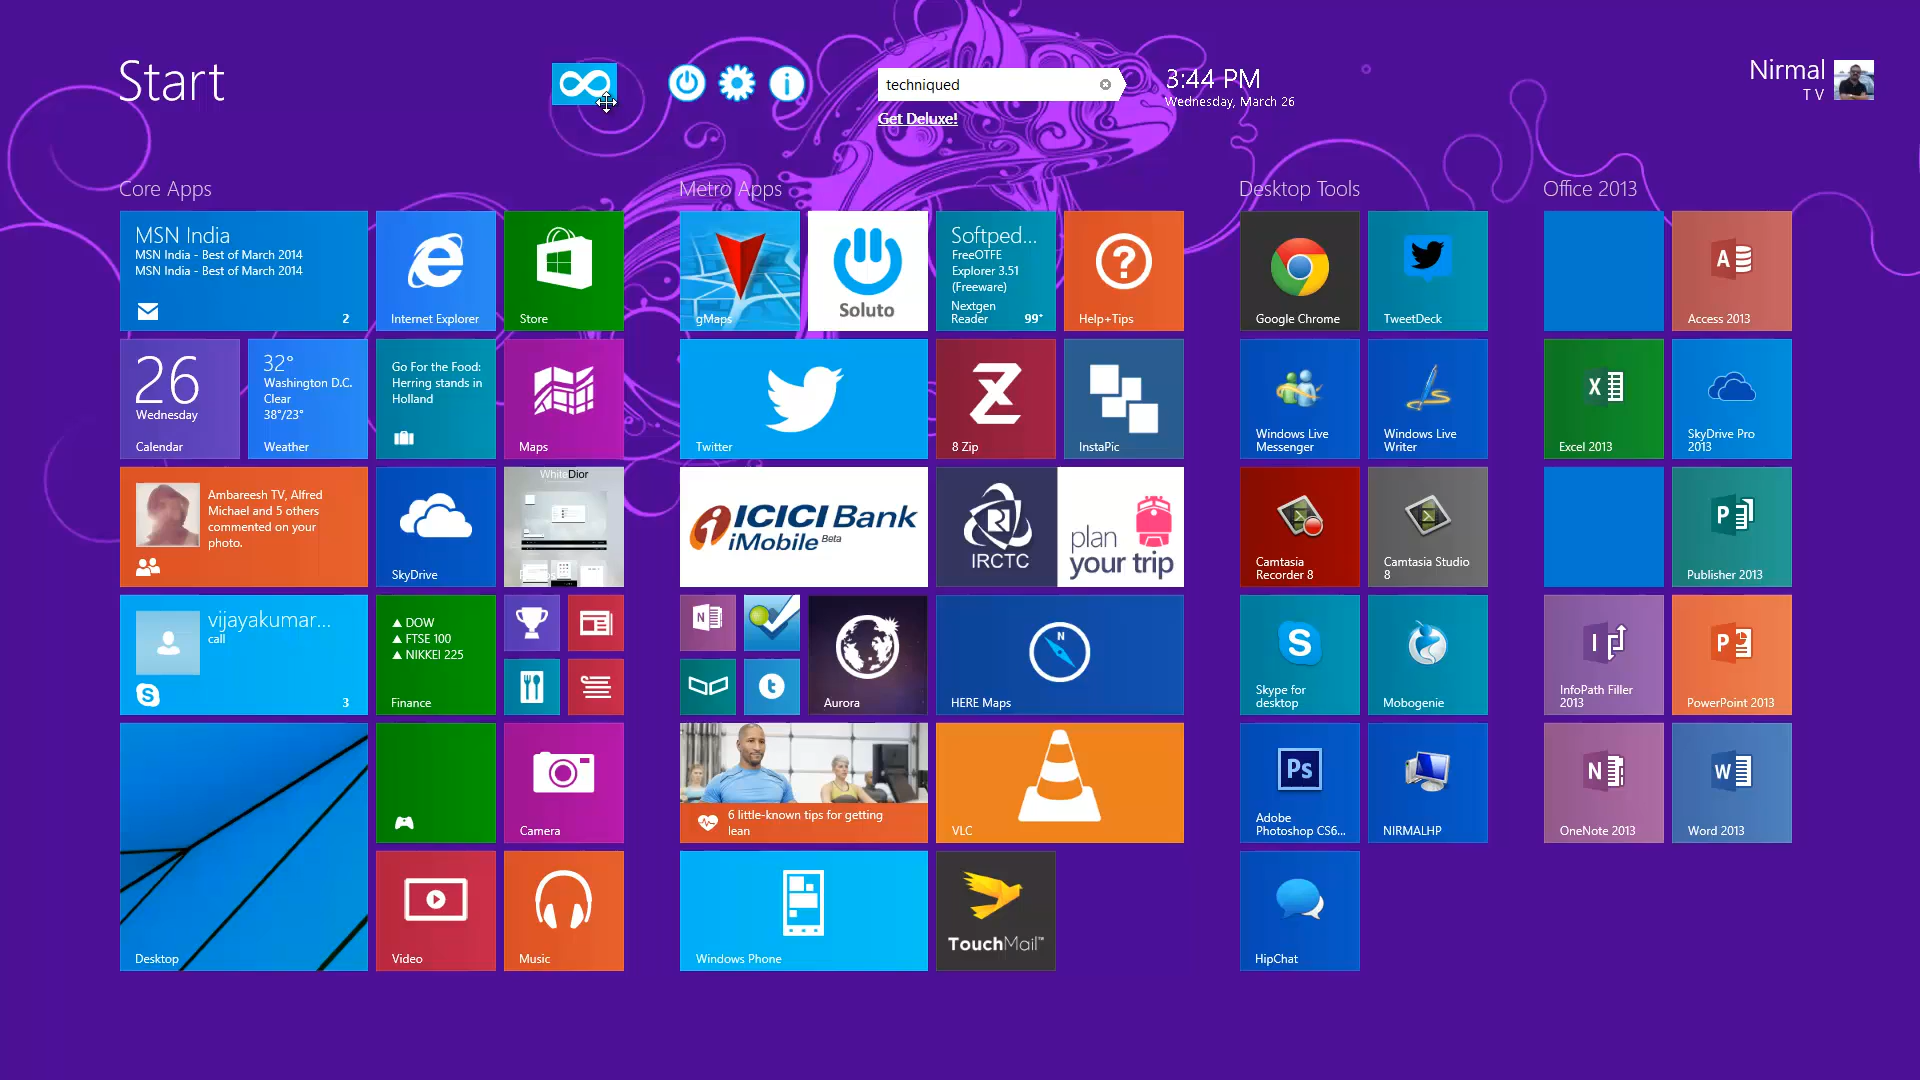 Start
techniqued
Get Deluxe!
3:44 PM
Wednesday, March 26
Nirmal
TV
Core Apps
Metro Apps
Desktop Tools
Office 2013
MSN India
MSN India - Best of March 2014
MSN India - Best of March 2014
2
Internet Explorer
Store
gMaps
Soluto
Softped...
FreeOTFE
Explorer 3.51
(Freeware)
Nextgen
Reader
99+
Help+Tips
Google Chrome
TweetDeck
Access 2013
26
Wednesday
Calendar
32°
Washington D.C.
Clear
38°/23°
Weather
Go For the Food:
Herring stands in
Holland
Maps
Twitter
8 Zip
InstaPic
Windows Live
Messenger
Windows Live
Writer
Excel 2013
SkyDrive Pro
2013
Ambareesh TV, Alfred
Michael and 5 others
commented on your
photo.
SkyDrive
WhiteDior
ICICI Bank
iMobile Beta
IRCTC
plan
your trip
Camtasia
Recorder 8
Camtasia Studio
8
Publisher 2013
vijayakumar...
call
3
DOW
FTSE 100
NIKKEI 225
Finance
Aurora
N
HERE Maps
Skype for
desktop
Mobogenie
InfoPath Filler
2013
PowerPoint 2013
Desktop
Camera
6 little-known tips for getting
lean
VLC
Ps
Adobe
Photoshop CS6...
NIRMALHP
OneNote 2013
Word 2013
Video
Music
Windows Phone
TouchMail™
HipChat